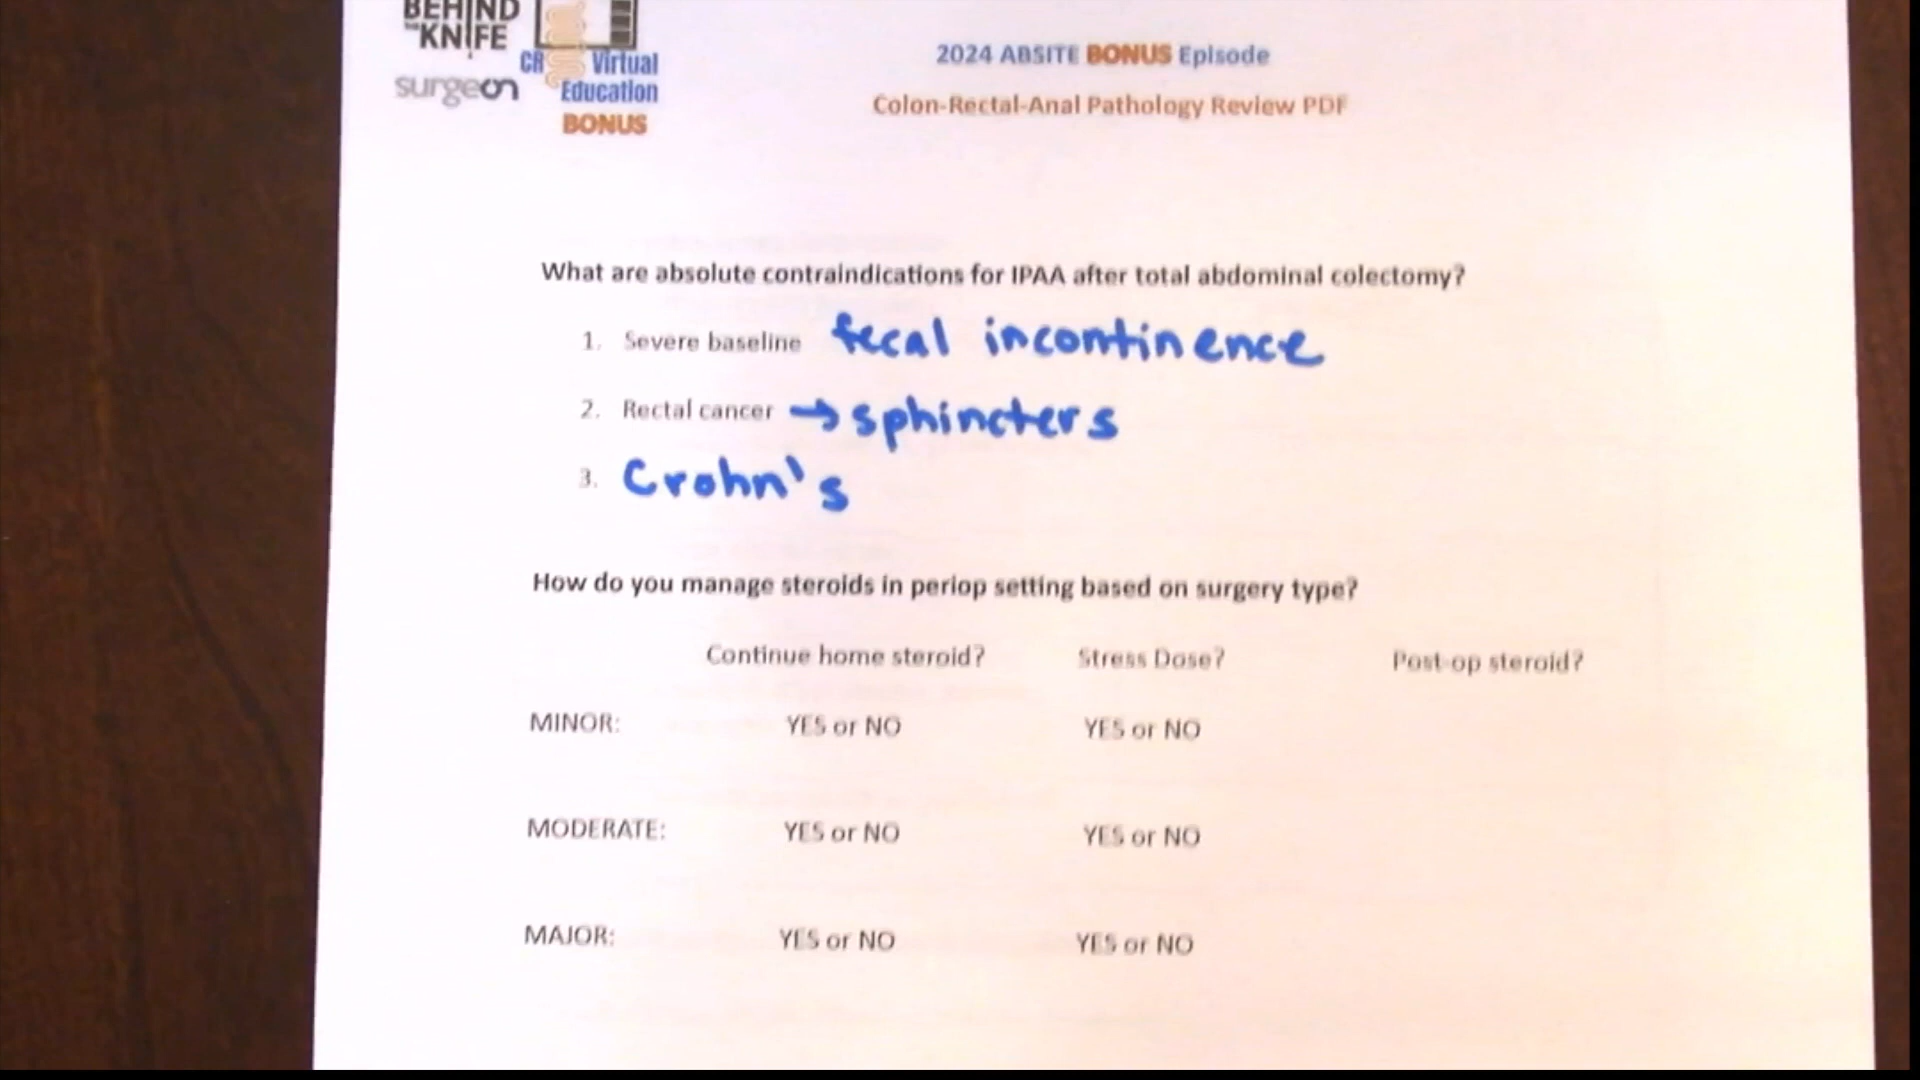 BEHIND
THE KNIFE
surgeon
CR Virtual
Education
BONUS
2024 ABSITE BONUS Episode
Colon-Rectal-Anal Pathology Review PDF
What are absolute contraindications for IPAA after total abdominal colectomy?
1. Severe baseline fecal incontinence
2. Rectal cancer → sphincters
3. Crohn's
How do you manage steroids in periop setting based on surgery type?
Continue home steroid? Stress Dose? Post-op steroid?
MINOR: YES or NO YES or NO
MODERATE: YES or NO YES or NO
MAJOR: YES or NO YES or NO